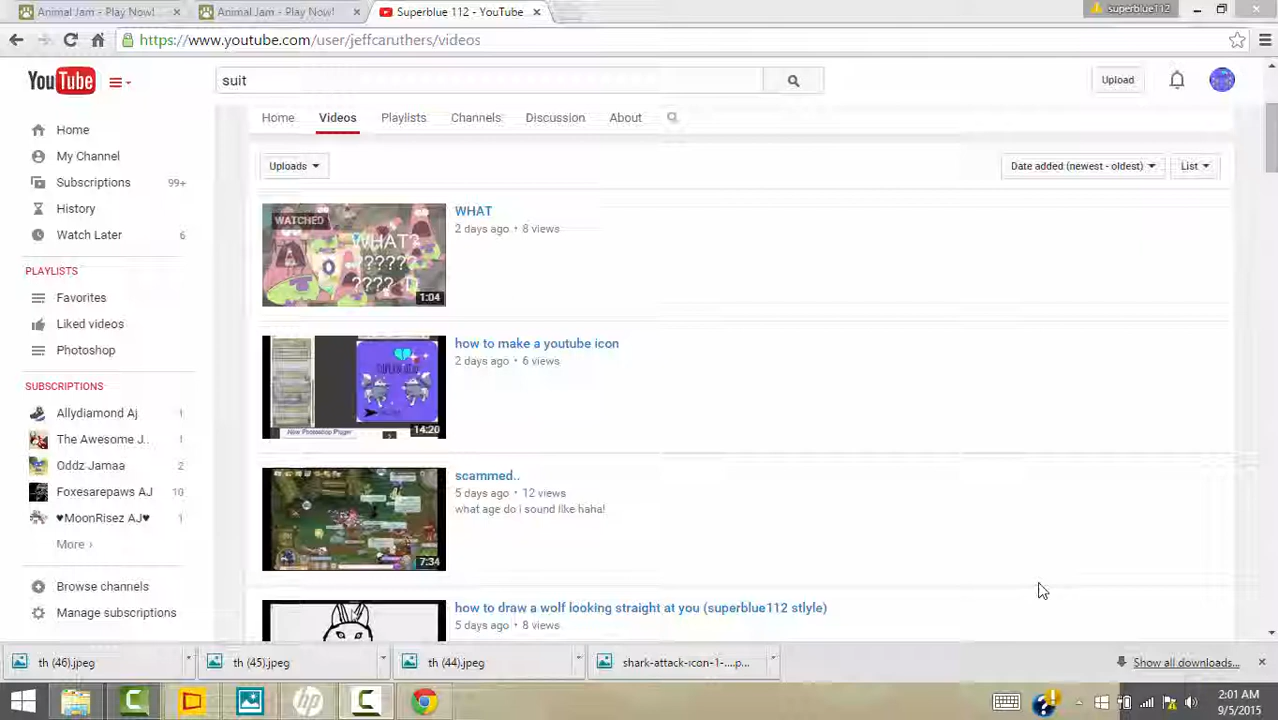 Animal Jam - Play Now!
Animal Jam - Play Now!
Superblue 112 - YouTube
superblue112
https://www.youtube.com/user/jeffcaruthers/videos
YouTube
suit
Upload
Home
Videos
Playlists
Channels
Discussion
About
Home
My Channel
Subscriptions 99+
History
Watch Later 6
PLAYLISTS
Favorites
Liked videos
Photoshop
SUBSCRIPTIONS
Allydiamond Aj 1
The Awesome J.. 1
Oddz Jamaa 2
Foxesarepaws AJ 10
♥MoonRisez AJ♥ 1
More ›
Browse channels
Manage subscriptions
Uploads
Date added (newest - oldest)
List
WATCHED
WHAT?
??????
????
1:04
WHAT
2 days ago • 8 views
14:20
how to make a youtube icon
2 days ago • 6 views
7:34
scammed..
5 days ago • 12 views
what age do i sound like haha!
how to draw a wolf looking straight at you (superblue112 stlyle)
5 days ago • 8 views
th (46).jpeg
th (45).jpeg
th (44).jpeg
shark-attack-icon-1-....p...
Show all downloads...
hp
2:01 AM
9/5/2015